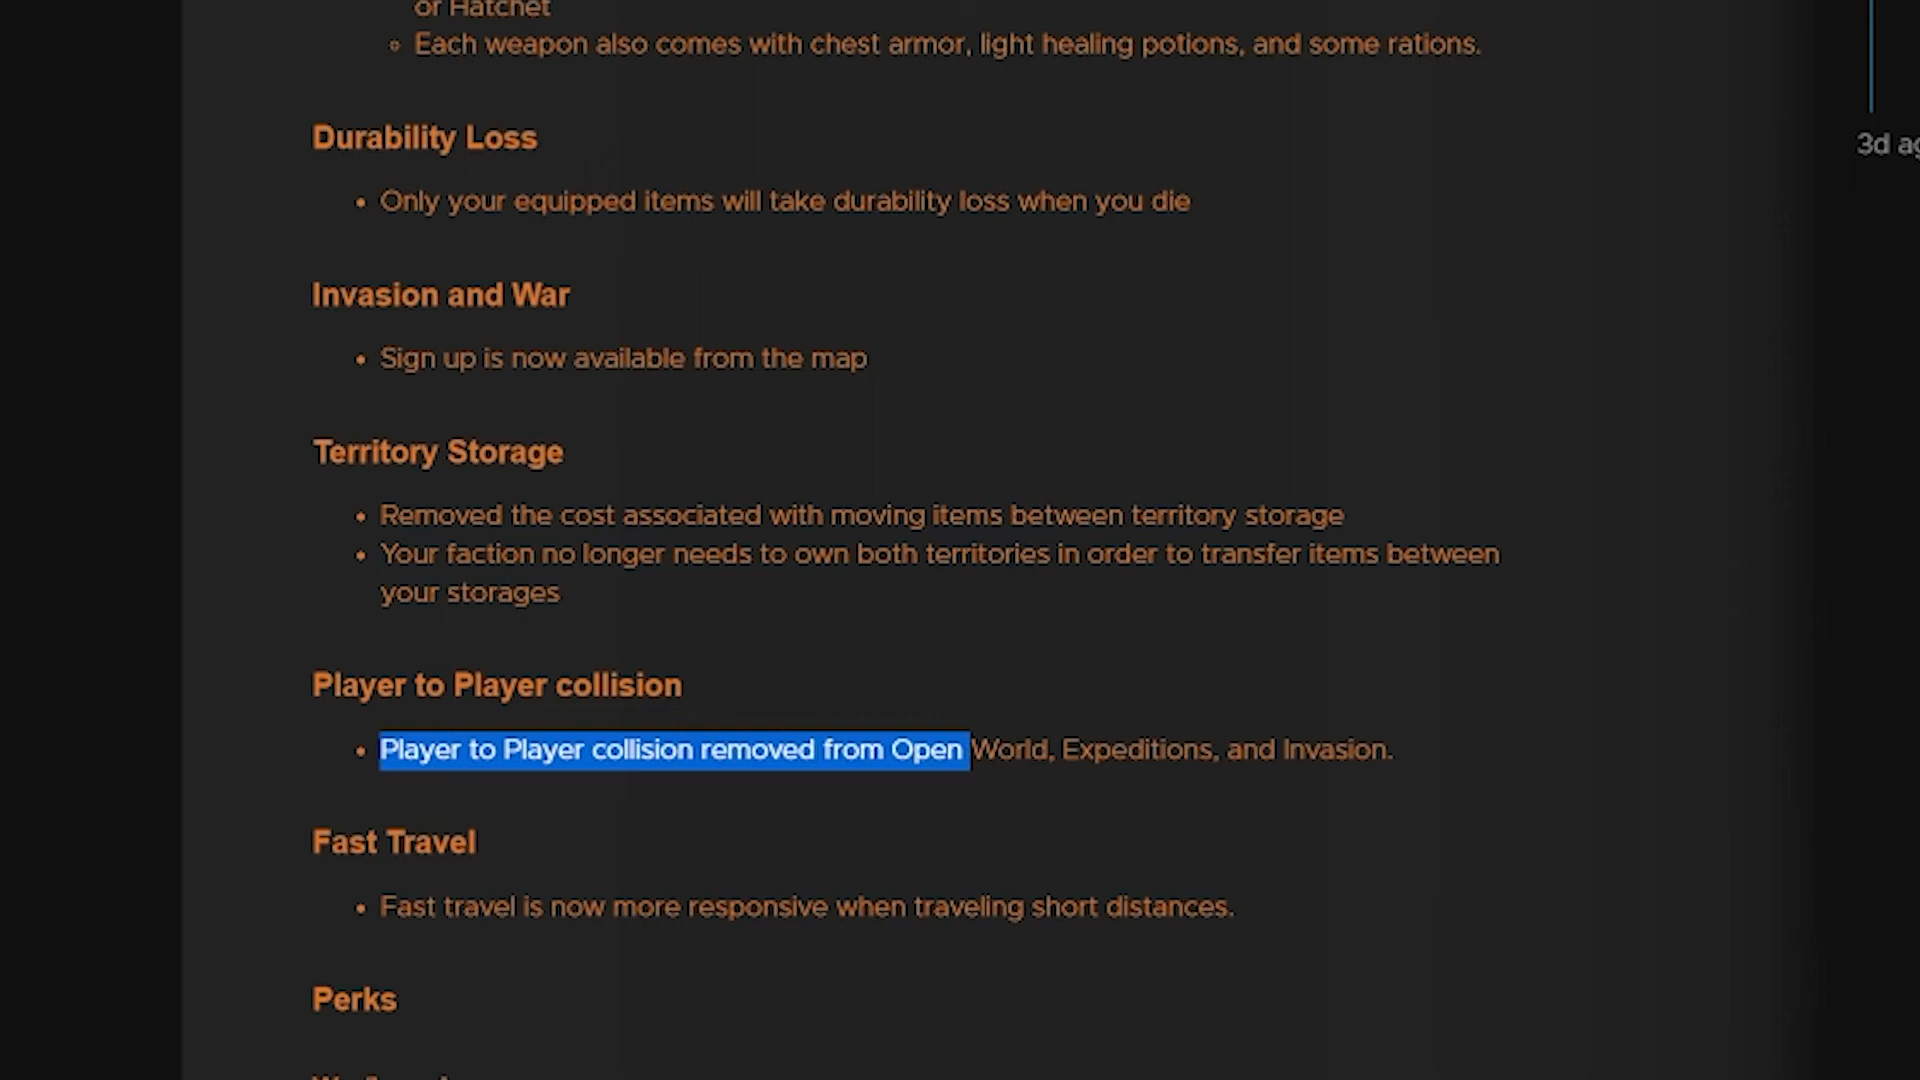 or Hatchet
Each weapon also comes with chest armor, light healing potions, and some rations.
Durability Loss
3d
Only your equipped items will take durability loss when you die
Invasion and War
Sign up is now available from the map
Territory Storage
Removed the cost associated with moving items between territory storage
Your faction no longer needs to own both territories in order to transfer items between
your storages
Player to Player collision
Player to Player collision removed from Open World, Expeditions, and Invasion.
Fast Travel
Fast travel is now more responsive when traveling short distances.
Perks